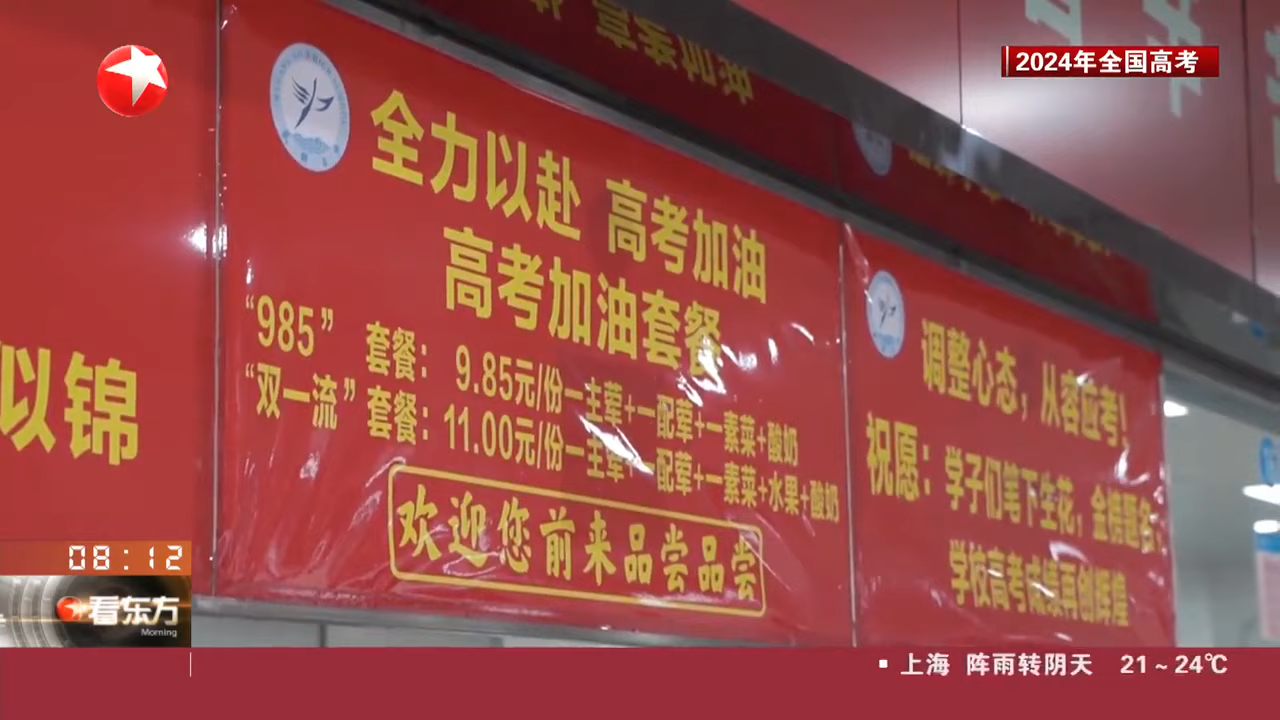 2024年全国高考
全力以赴 高考加油
高考加油套餐
“985” 套餐: 9.85元/份一主荤+一配荤+一素菜+酸奶
“双一流”套餐: 11.00元/份一主荤+一配荤+一素菜+水果+酸奶
欢迎您前来品尝品尝
调整心态，从容应考!
祝愿: 学子们笔下生花，金榜题名;
学校高考成绩再创辉煌
似锦
08:12
看东方
Morning
上海 阵雨转阴天 21~24℃